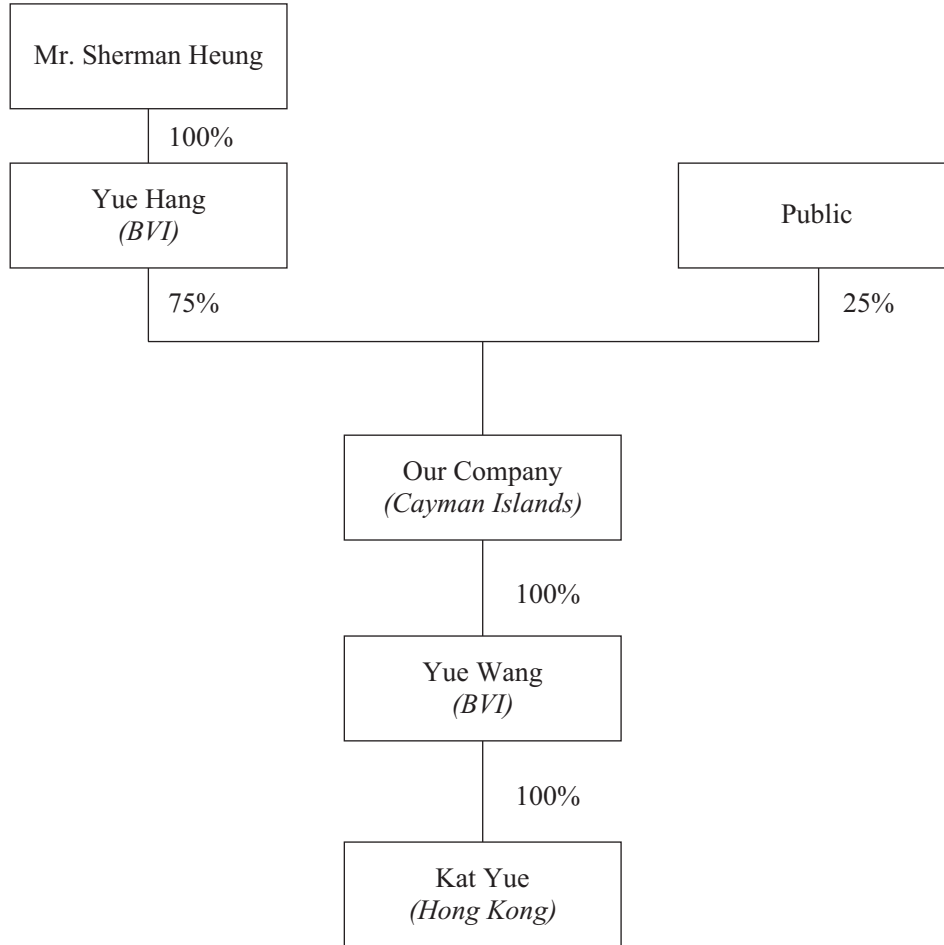 Mr. Sherman Heung
100%
Yue Hang
(BVI)
Public
75%
25%
Our Company
(Cayman Islands)
100%
Yue Wang
(BVI)
100%
Kat Yue
(Hong Kong)